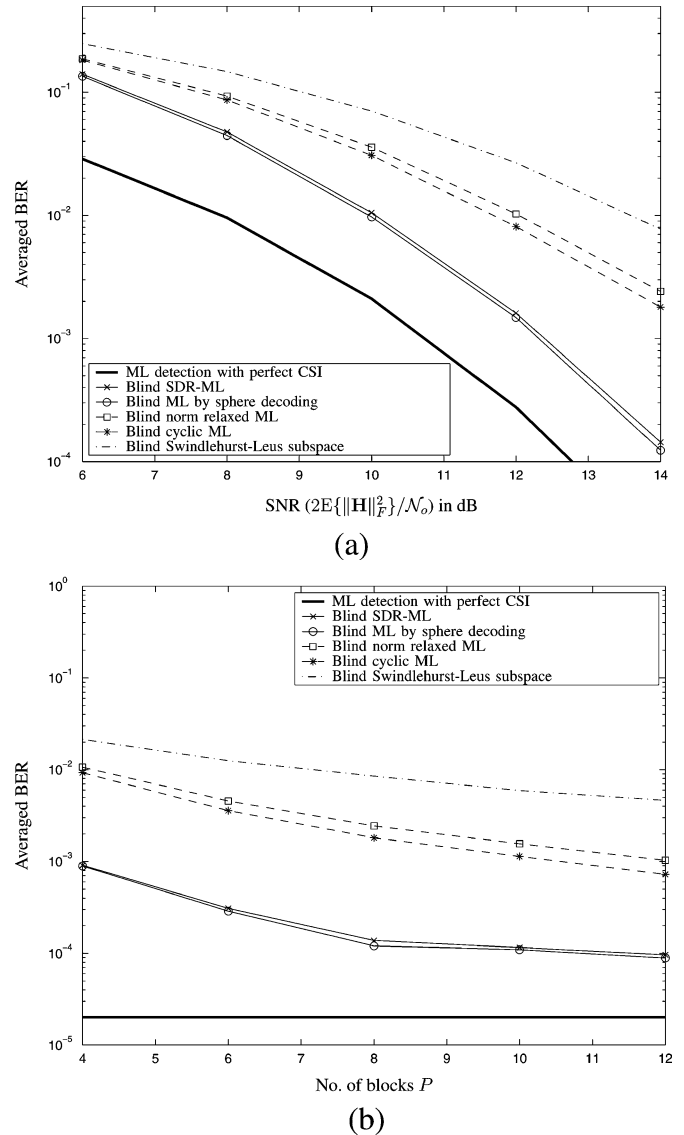 10⁻¹
10⁻²
10⁻³
10⁻⁴
Averaged BER
ML detection with perfect CSI
Blind SDR-ML
Blind ML by sphere decoding
Blind norm relaxed ML
Blind cyclic ML
Blind Swindlehurst-Leus subspace
6 7 8 9 10 11 12 13 14
SNR (2E{‖H‖²_F}/𝒩ₒ) in dB
(a)
10⁰
10⁻¹
10⁻²
10⁻³
10⁻⁴
10⁻⁵
Averaged BER
ML detection with perfect CSI
Blind SDR-ML
Blind ML by sphere decoding
Blind norm relaxed ML
Blind cyclic ML
Blind Swindlehurst-Leus subspace
4 5 6 7 8 9 10 11 12
No. of blocks P
(b)